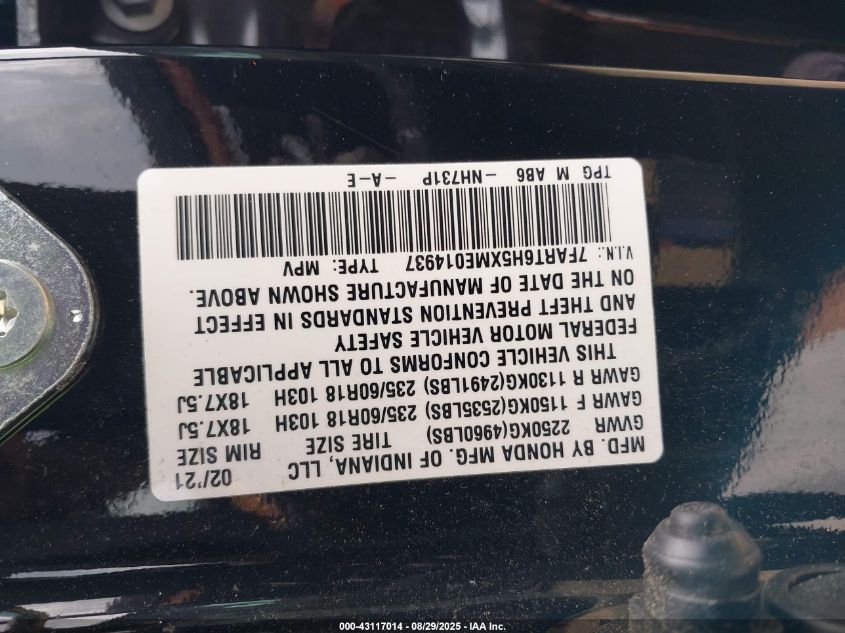 MFD. BY HONDA MFG. OF INDIANA, LLC 02/'21
GVWR TIRE SIZE RIM SIZE
2250KG(4960LBS)
GAWR F 1150KG(2535LBS) 235/60R18 103H 18X7.5J
GAWR R 1130KG(2491LBS) 235/60R18 103H 18X7.5J
THIS VEHICLE CONFORMS TO ALL APPLICABLE
FEDERAL MOTOR VEHICLE SAFETY
AND THEFT PREVENTION STANDARDS IN EFFECT
ON THE DATE OF MANUFACTURE SHOWN ABOVE.
V.I.N.: 7FART6H5XME014937 TYPE: MPV
TPG M AB6 -NH731P -A-E
000-43117014 - 08/29/2025 - IAA Inc.